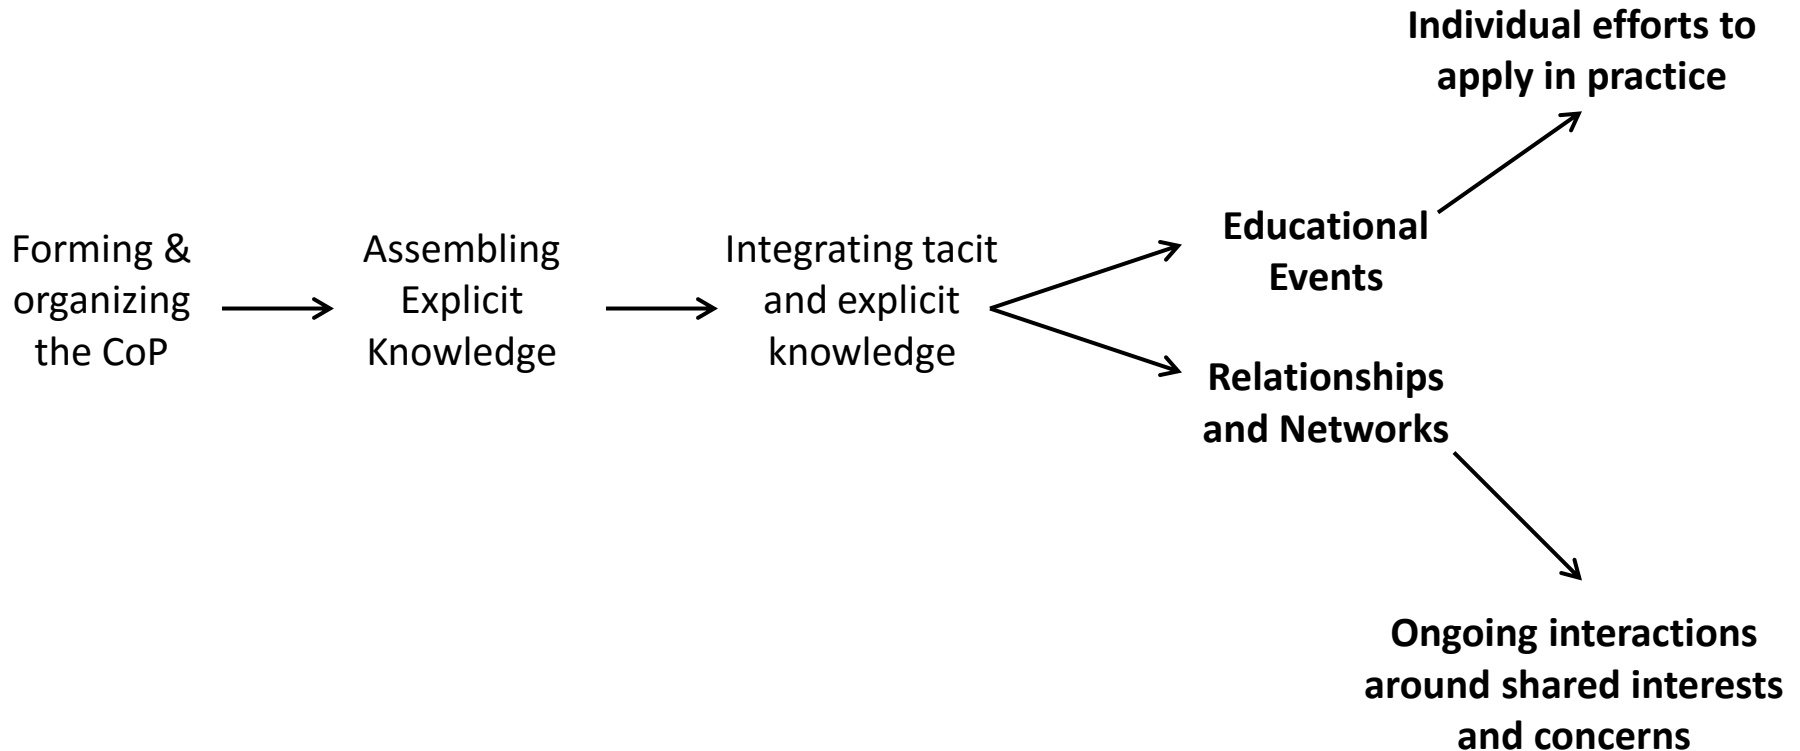 Individual efforts to
apply in practice
Forming &
organizing
the CoP
Assembling
Explicit
Knowledge
Integrating tacit
and explicit
knowledge
Educational
Events
Relationships
and Networks
Ongoing interactions
around shared interests
and concerns